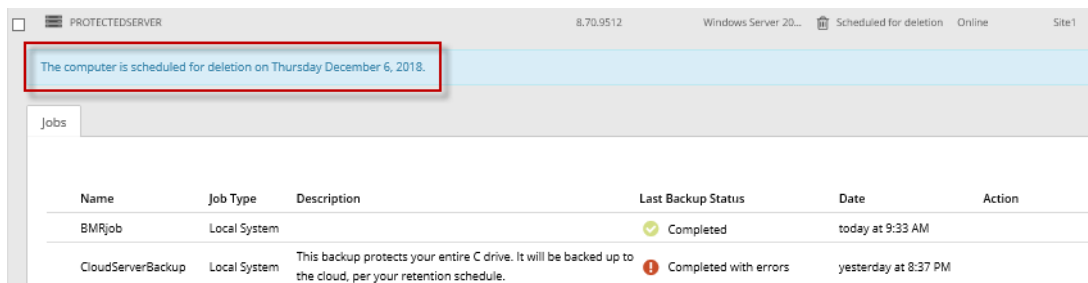 PROTECTEDSERVER 8.70.9512 Windows Server 20... Scheduled for deletion Online Site1
The computer is scheduled for deletion on Thursday December 6, 2018.
Jobs
Name Job Type Description Last Backup Status Date Action
BMRjob Local System Completed today at 9:33 AM
This backup protects your entire C drive. It will be backed up to
CloudServerBackup Local System Completed with errors yesterday at 8:37 PM
the cloud, per your retention schedule.